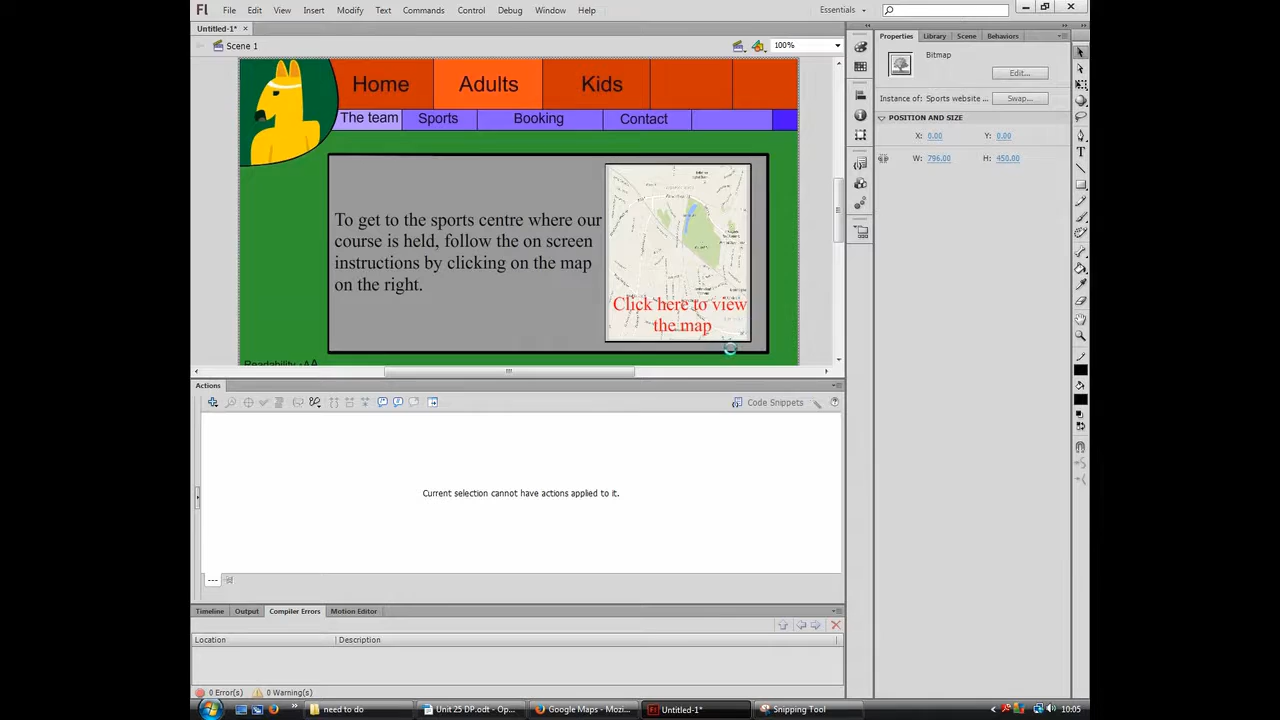 Fl File Edit View Insert Modify Text Commands Control Debug Window Help Essentials
Untitled-1* ×
Scene 1 100%
Properties Library Scene Behaviors
Bitmap
Edit...
Instance of: Sports website ... Swap...
POSITION AND SIZE
X: 0.00 Y: 0.00
W: 796.00 H: 450.00
Home Adults Kids
The team Sports Booking Contact
To get to the sports centre where our
course is held, follow the on screen
instructions by clicking on the map
on the right.
Click here to view
the map
Readability :AA
Actions
Code Snippets
Current selection cannot have actions applied to it.
Timeline Output Compiler Errors Motion Editor
Location Description
0 Error(s) 0 Warning(s)
need to do Unit 25 DP.odt - Op... Google Maps - Mozi... Untitled-1* Snipping Tool 10:05